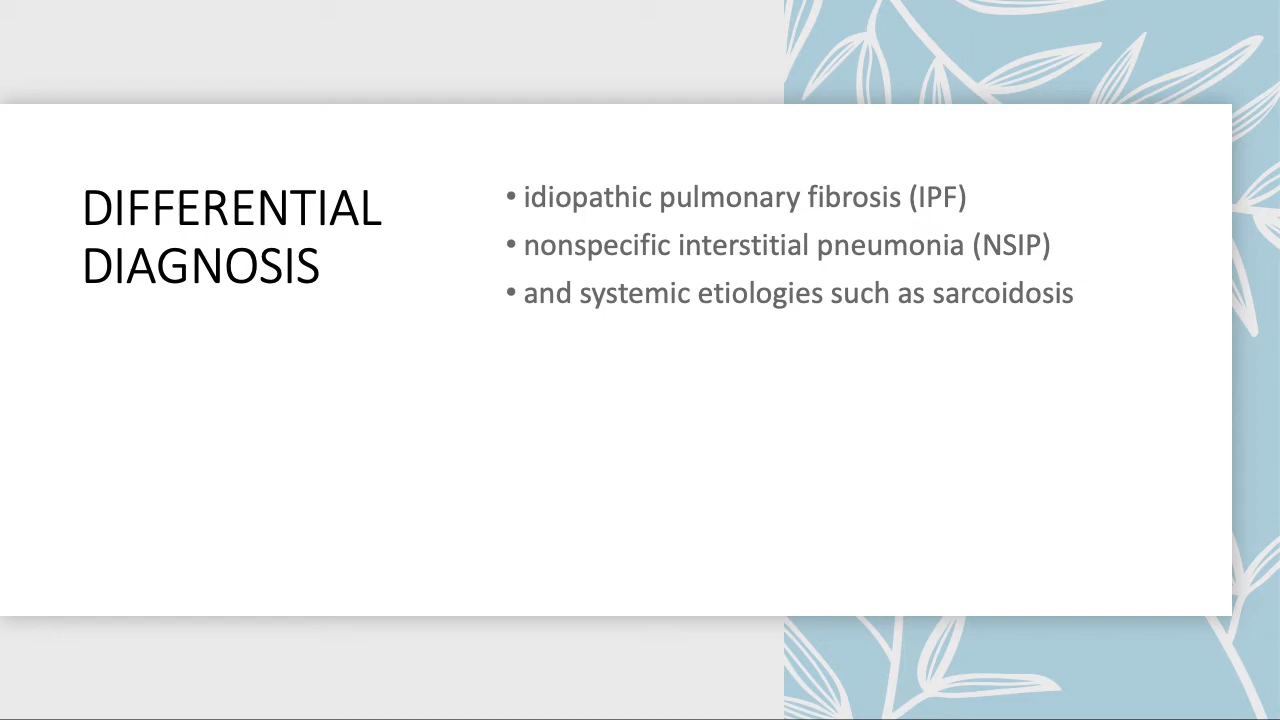 DIFFERENTIAL
DIAGNOSIS
• idiopathic pulmonary fibrosis (IPF)
• nonspecific interstitial pneumonia (NSIP)
• and systemic etiologies such as sarcoidosis